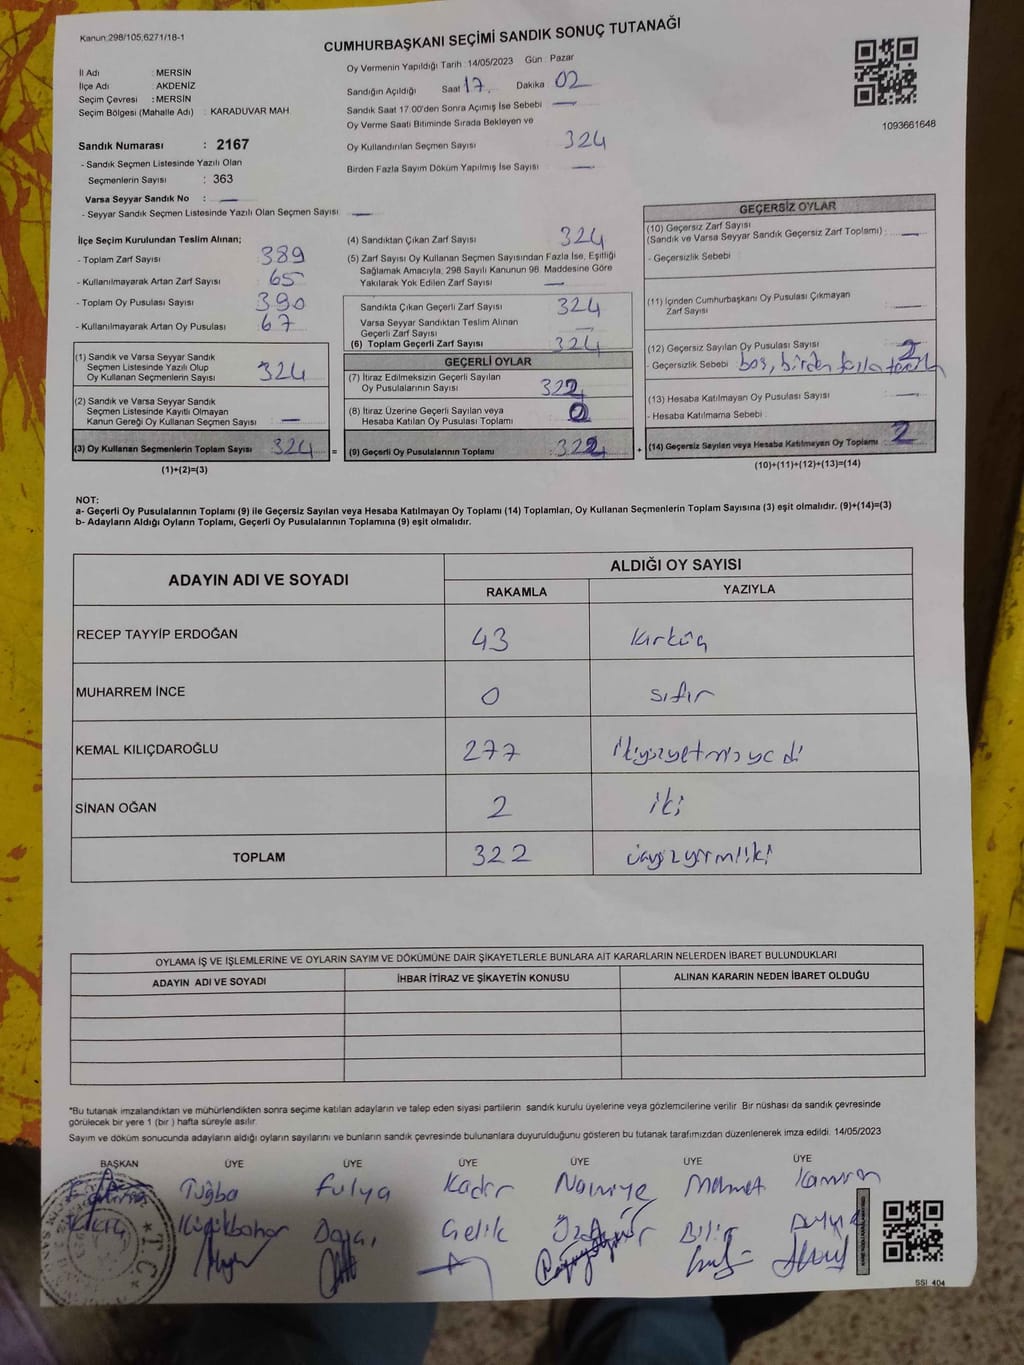 Kanun:298/105;6271/18-1
CUMHURBAŞKANI SEÇİMİ SANDIK SONUÇ TUTANAĞI
İl Adı : MERSİN
İlçe Adı : AKDENİZ
Seçim Çevresi : MERSİN
Seçim Bölgesi (Mahalle Adı) : KARADUVAR MAH.
Oy Vermenin Yapıldığı Tarih : 14/05/2023 Gün : Pazar
Sandığın Açıldığı Saat 17. Dakika 02
Sandık Saat 17.00'den Sonra Açımış İse Sebebi —
Oy Verme Saati Bitiminde Sırada Bekleyen ve
Oy Kullandırılan Seçmen Sayısı 324
Birden Fazla Sayım Döküm Yapılmış İse Sayısı : —
1093661648
Sandık Numarası : 2167
- Sandık Seçmen Listesinde Yazılı Olan
Seçmenlerin Sayısı : 363
Varsa Seyyar Sandık No : —
- Seyyar Sandık Seçmen Listesinde Yazılı Olan Seçmen Sayısı : —
İlçe Seçim Kurulundan Teslim Alınan;
- Toplam Zarf Sayısı : 389
- Kullanılmayarak Artan Zarf Sayısı : 65
- Toplam Oy Pusulası Sayısı : 390
- Kullanılmayarak Artan Oy Pusulası : 67
(1) Sandık ve Varsa Seyyar Sandık
Seçmen Listesinde Yazılı Olup
Oy Kullanan Seçmenlerin Sayısı : 324
(2) Sandık ve Varsa Seyyar Sandık
Seçmen Listesinde Kayıtlı Olmayan
Kanun Gereği Oy Kullanan Seçmen Sayısı : —
(3) Oy Kullanan Seçmenlerin Toplam Sayısı : 324 =
(1)+(2)=(3)
(4) Sandıktan Çıkan Zarf Sayısı 324
(5) Zarf Sayısı Oy Kullanan Seçmen Sayısından Fazla İse, Eşitliği
Sağlamak Amacıyla, 298 Sayılı Kanunun 98. Maddesine Göre
Yakılarak Yok Edilen Zarf Sayısı : —
Sandıkta Çıkan Geçerli Zarf Sayısı : 324
Varsa Seyyar Sandıktan Teslim Alınan
Geçerli Zarf Sayısı : —
(6) Toplam Geçerli Zarf Sayısı : 324
GEÇERLİ OYLAR
(7) İtiraz Edilmeksizin Geçerli Sayılan
Oy Pusulalarının Sayısı : 322
(8) İtiraz Üzerine Geçerli Sayılan veya
Hesaba Katılan Oy Pusulası Toplamı : 0
(9) Geçerli Oy Pusulalarının Toplamı : 322 +
GEÇERSİZ OYLAR
(10) Geçersiz Zarf Sayısı
(Sandık ve Varsa Seyyar Sandık Geçersiz Zarf Toplamı) : —
- Geçersizlik Sebebi :
(11) İçinden Cumhurbaşkanı Oy Pusulası Çıkmayan
Zarf Sayısı : —
(12) Geçersiz Sayılan Oy Pusulası Sayısı : 2
- Geçersizlik Sebebi : boş, birden fazla tercih
(13) Hesaba Katılmayan Oy Pusulası Sayısı : —
- Hesaba Katılmama Sebebi :
(14) Geçersiz Sayılan veya Hesaba Katılmayan Oy Toplamı : 2
(10)+(11)+(12)+(13)=(14)
NOT:
a- Geçerli Oy Pusulalarının Toplamı (9) ile Geçersiz Sayılan veya Hesaba Katılmayan Oy Toplamı (14) Toplamları, Oy Kullanan Seçmenlerin Toplam Sayısına (3) eşit olmalıdır. (9)+(14)=(3)
b- Adayların Aldığı Oyların Toplamı, Geçerli Oy Pusulalarının Toplamına (9) eşit olmalıdır.
ADAYIN ADI VE SOYADI ALDIĞI OY SAYISI
RAKAMLA YAZIYLA
RECEP TAYYİP ERDOĞAN 43 kırküç
MUHARREM İNCE 0 sıfır
KEMAL KILIÇDAROĞLU 277 ikiyüzyetmişyedi
SİNAN OĞAN 2 iki
TOPLAM 322 üçyüzyirmiiki
OYLAMA İŞ VE İŞLEMLERİNE VE OYLARIN SAYIM VE DÖKÜMÜNE DAİR ŞİKAYETLERLE BUNLARA AİT KARARLARIN NELERDEN İBARET BULUNDUKLARI
ADAYIN ADI VE SOYADI İHBAR İTİRAZ VE ŞİKAYETİN KONUSU ALINAN KARARIN NEDEN İBARET OLDUĞU
*Bu tutanak imzalandıktan ve mühürlendikten sonra seçime katılan adayların ve talep eden siyasi partilerin sandık kurulu üyelerine veya gözlemcilerine verilir. Bir nüshası da sandık çevresinde
görülecek bir yere 1 (bir ) hafta süreyle asılır.
Sayım ve döküm sonucunda adayların aldığı oyların sayılarını ve bunların sandık çevresinde bulunanlara duyurulduğunu gösteren bu tutanak tarafımızdan düzenlenerek imza edildi. 14/05/2023
BAŞKAN ÜYE ÜYE ÜYE ÜYE ÜYE ÜYE
Tuğba Fulya Kadir Naciye Mehmet Kamuran
Küçükbahar Gelik Bilir
SSI_404